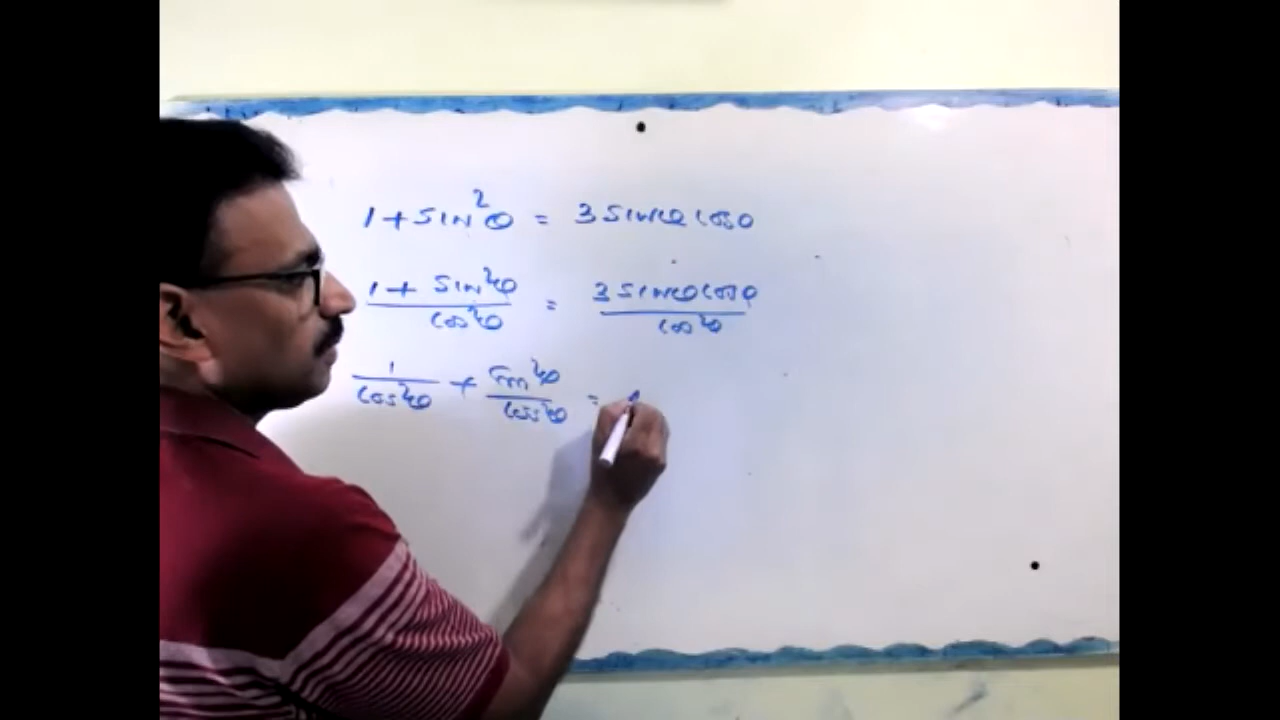 1 + sin²θ = 3 sinθ cosθ
1 + sin²θ / cos²θ = 3 sinθ cosθ / cos²θ
1 / cos²θ + sin²θ / cos²θ =